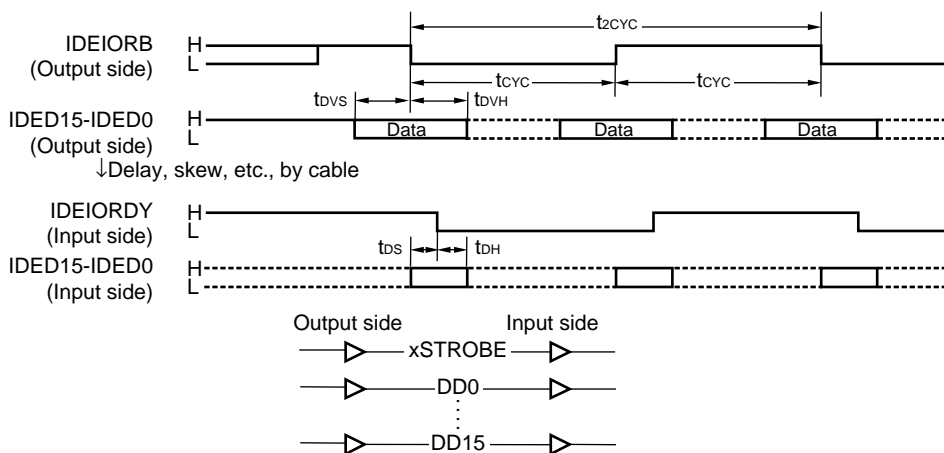 t2CYC
IDEIORB H
(Output side) L
tCYC tCYC
tDVS tDVH
IDED15-IDED0 H
(Output side) L
Data Data Data
↓Delay, skew, etc., by cable
IDEIORDY H
(Input side) L
tDS tDH
IDED15-IDED0 H
(Input side) L
Output side Input side
xSTROBE
DD0
DD15